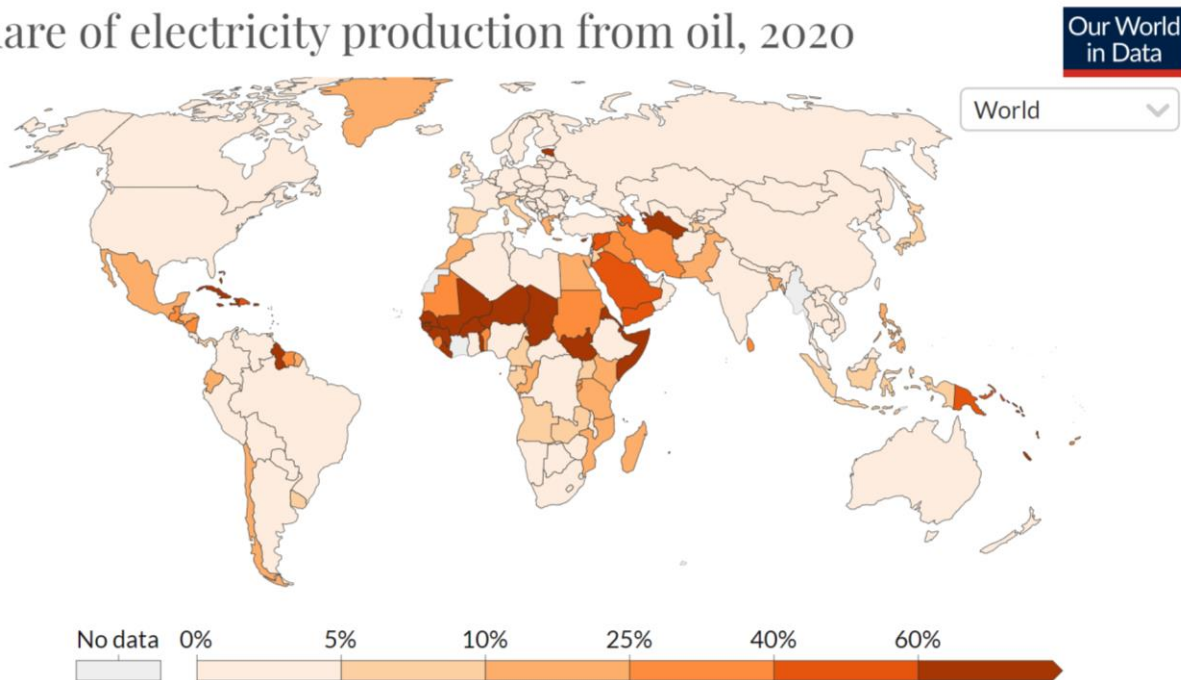 are of electricity production from oil, 2020
Our World
in Data
World
No data 0% 5% 10% 25% 40% 60%